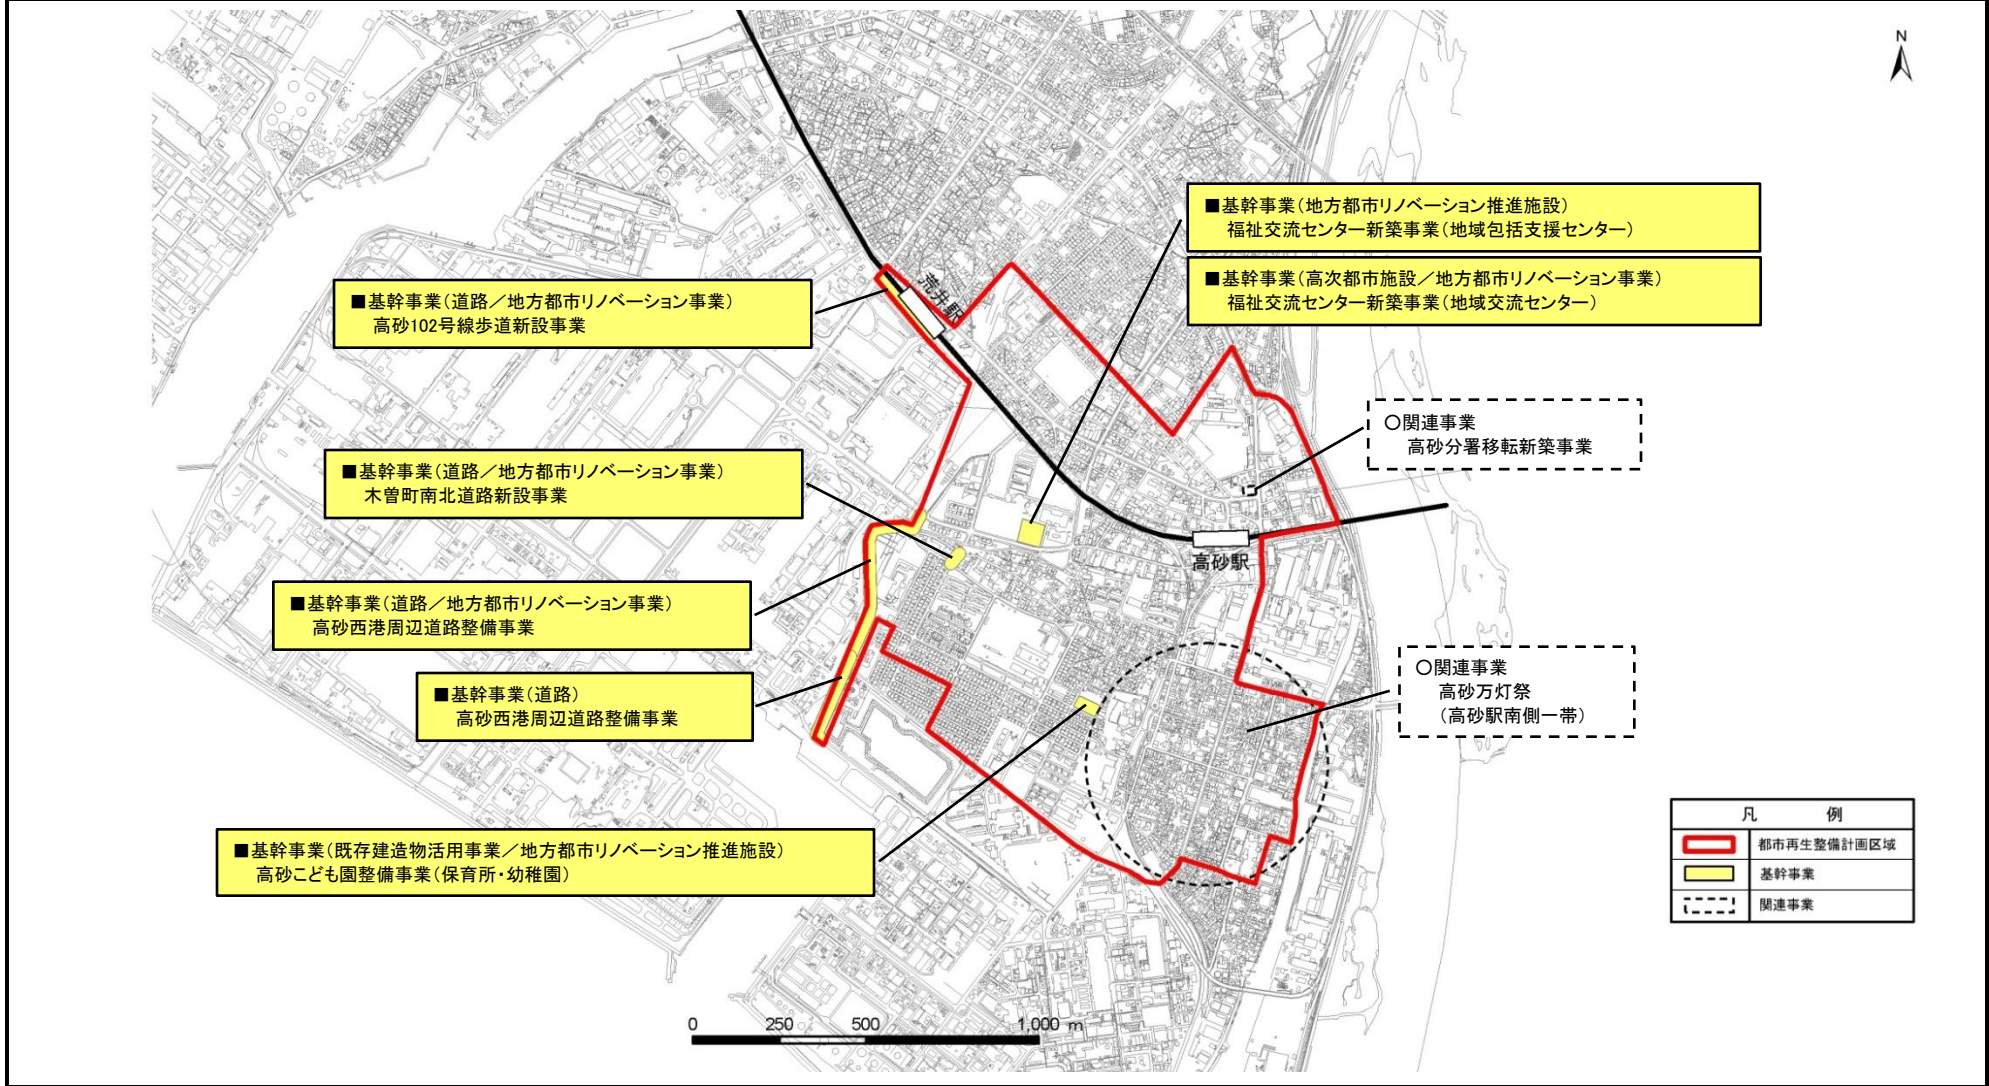 N
■基幹事業(地方都市リノベーション推進施設)
福祉交流センター新築事業(地域包括支援センター)
■基幹事業(高次都市施設／地方都市リノベーション事業)
福祉交流センター新築事業(地域交流センター)
■基幹事業(道路／地方都市リノベーション事業)
高砂102号線歩道新設事業
荒井駅
○関連事業
高砂分署移転新築事業
■基幹事業(道路／地方都市リノベーション事業)
木曽町南北道路新設事業
高砂駅
■基幹事業(道路／地方都市リノベーション事業)
高砂西港周辺道路整備事業
○関連事業
高砂万灯祭
(高砂駅南側一帯)
■基幹事業(道路)
高砂西港周辺道路整備事業
■基幹事業(既存建造物活用事業／地方都市リノベーション推進施設)
高砂こども園整備事業(保育所・幼稚園)
凡 例
都市再生整備計画区域
基幹事業
関連事業
0 250 500 1,000 m